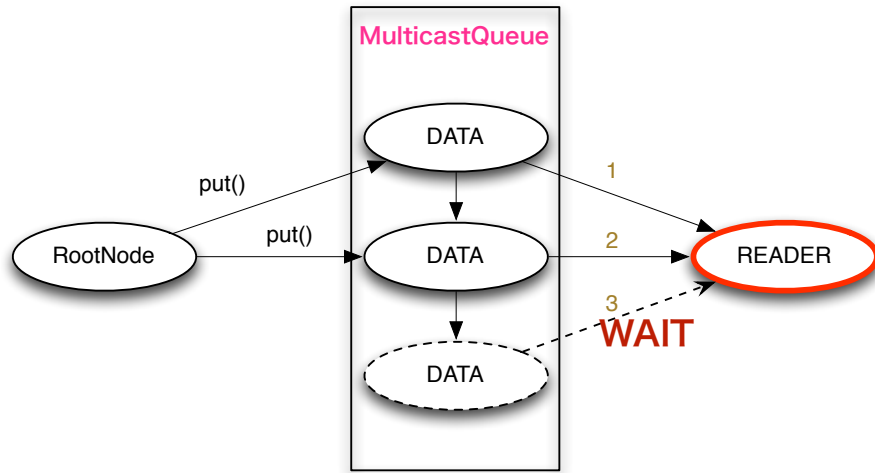 MulticastQueue
DATA
1
put()
put()
2
RootNode
DATA
READER
3
WAIT
DATA